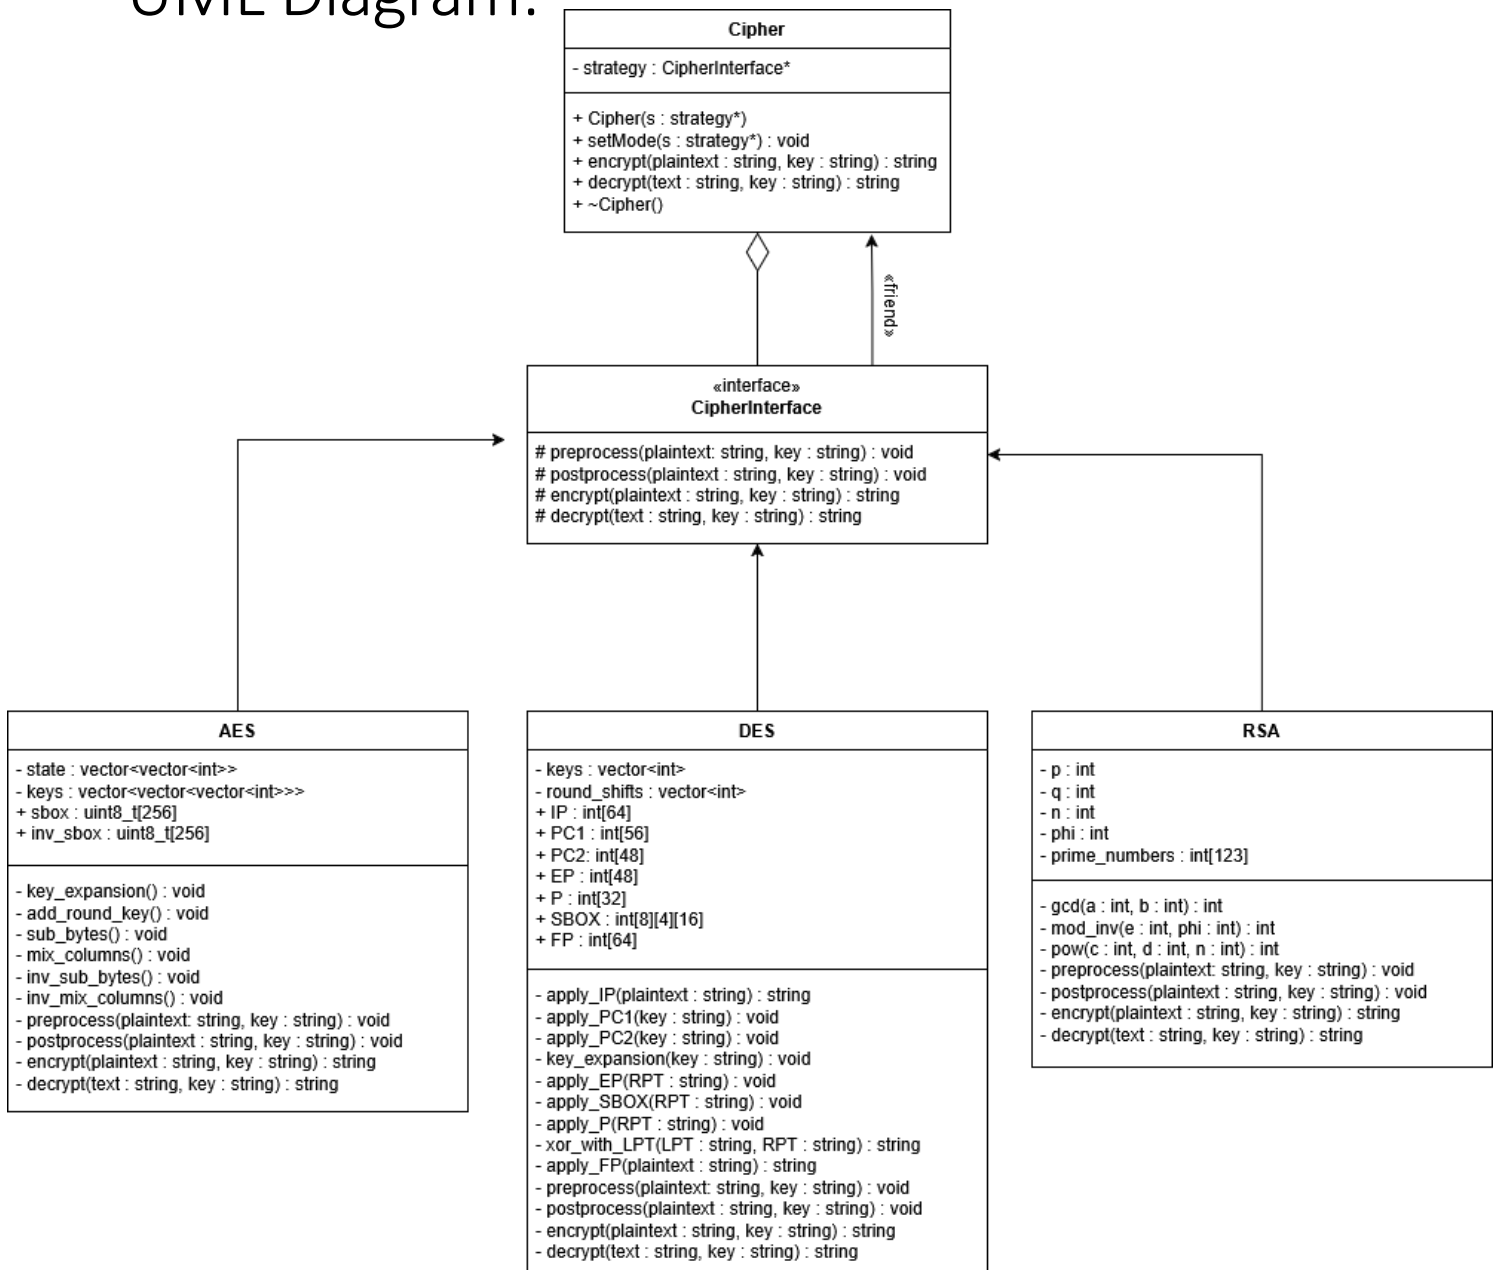 UML Diagram:
Cipher
- strategy : CipherInterface*
+ Cipher(s : strategy*)
+ setMode(s : strategy*) : void
+ encrypt(plaintext : string, key : string) : string
+ decrypt(text : string, key : string) : string
+ ~Cipher()
«friend»
«interface»
CipherInterface
# preprocess(plaintext: string, key : string) : void
# postprocess(plaintext : string, key : string) : void
# encrypt(plaintext : string, key : string) : string
# decrypt(text : string, key : string) : string
AES
- state : vector<vector<int>>
- keys : vector<vector<vector<int>>>
+ sbox : uint8_t[256]
+ inv_sbox : uint8_t[256]
- key_expansion() : void
- add_round_key() : void
- sub_bytes() : void
- mix_columns() : void
- inv_sub_bytes() : void
- inv_mix_columns() : void
- preprocess(plaintext: string, key : string) : void
- postprocess(plaintext : string, key : string) : void
- encrypt(plaintext : string, key : string) : string
- decrypt(text : string, key : string) : string
DES
- keys : vector<int>
- round_shifts : vector<int>
+ IP : int[64]
+ PC1 : int[56]
+ PC2: int[48]
+ EP : int[48]
+ P : int[32]
+ SBOX : int[8][4][16]
+ FP : int[64]
- apply_IP(plaintext : string) : string
- apply_PC1(key : string) : void
- apply_PC2(key : string) : void
- key_expansion(key : string) : void
- apply_EP(RPT : string) : void
- apply_SBOX(RPT : string) : void
- apply_P(RPT : string) : void
- xor_with_LPT(LPT : string, RPT : string) : string
- apply_FP(plaintext : string) : string
- preprocess(plaintext: string, key : string) : void
- postprocess(plaintext : string, key : string) : void
- encrypt(plaintext : string, key : string) : string
- decrypt(text : string, key : string) : string
RSA
- p : int
- q : int
- n : int
- phi : int
- prime_numbers : int[123]
- gcd(a : int, b : int) : int
- mod_inv(e : int, phi : int) : int
- pow(c : int, d : int, n : int) : int
- preprocess(plaintext: string, key : string) : void
- postprocess(plaintext : string, key : string) : void
- encrypt(plaintext : string, key : string) : string
- decrypt(text : string, key : string) : string